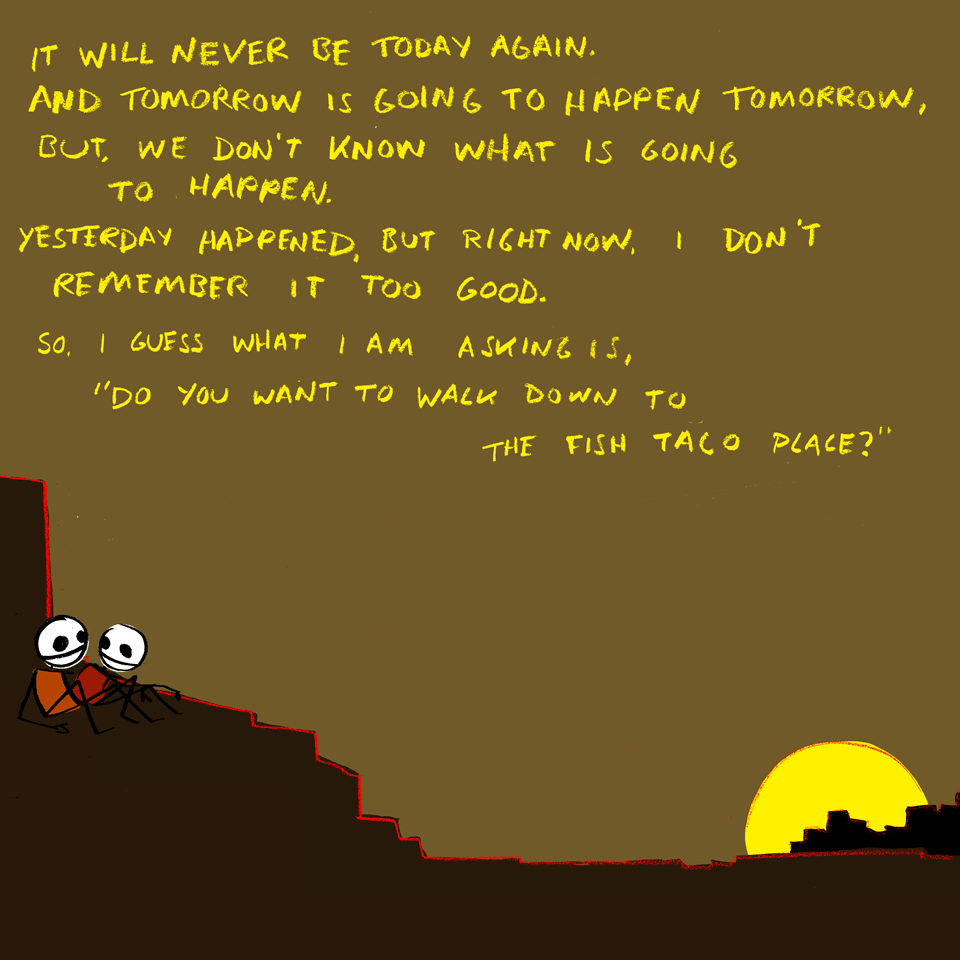 IT WILL NEVER BE TODAY AGAIN.
AND TOMORROW IS GOING TO HAPPEN TOMORROW,
BUT, WE DON'T KNOW WHAT IS GOING
TO HAPPEN.
YESTERDAY HAPPENED, BUT RIGHT NOW, I DON'T
REMEMBER IT TOO GOOD.
SO, I GUESS WHAT I AM ASKING IS,
"DO YOU WANT TO WALK DOWN TO
THE FISH TACO PLACE?"